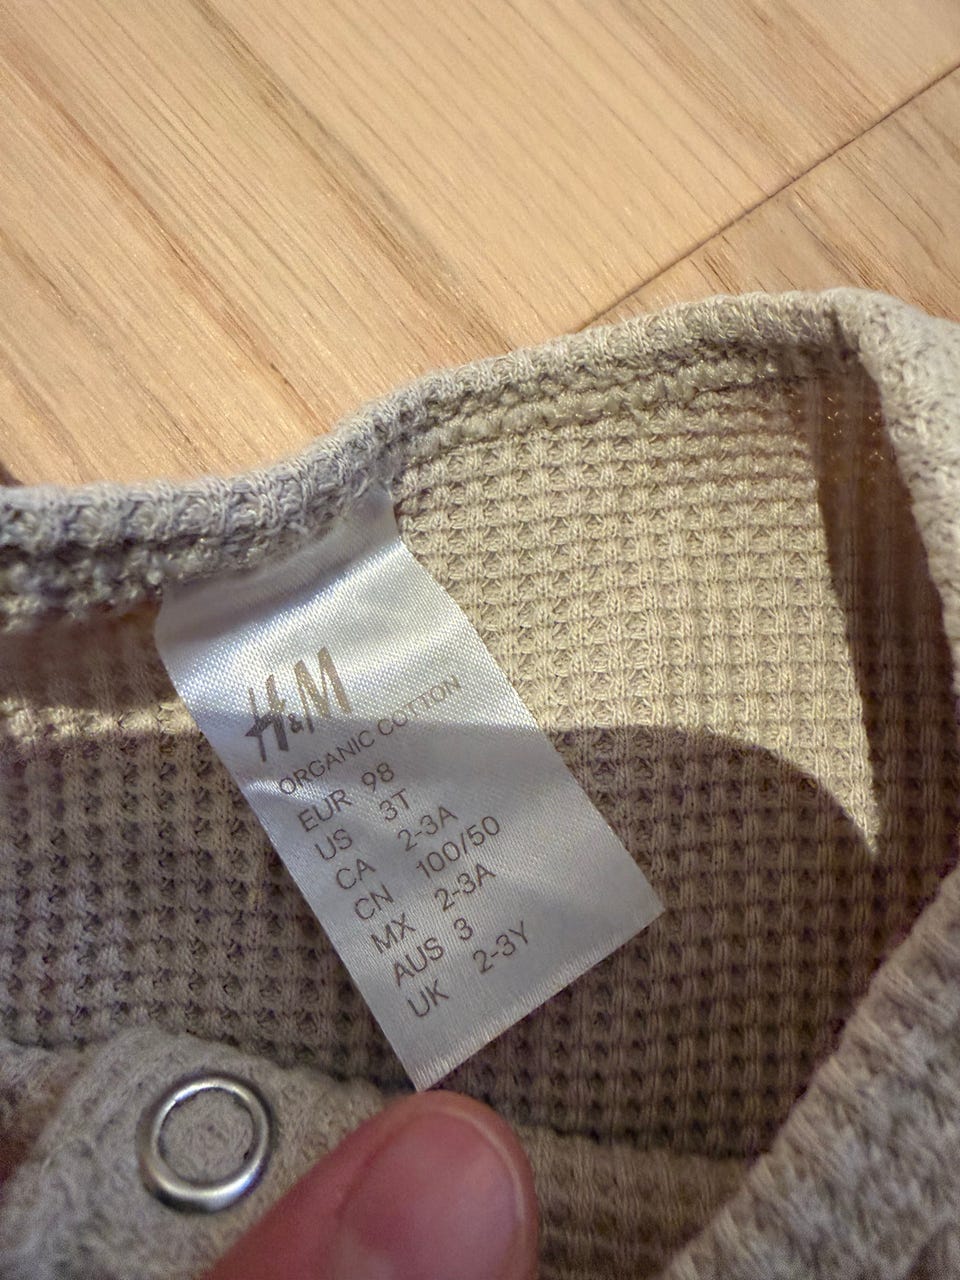 H&M
ORGANIC COTTON
EUR 98
US 3T
CA 2-3A
CN 100/50
MX 2-3A
AUS 3
UK 2-3Y